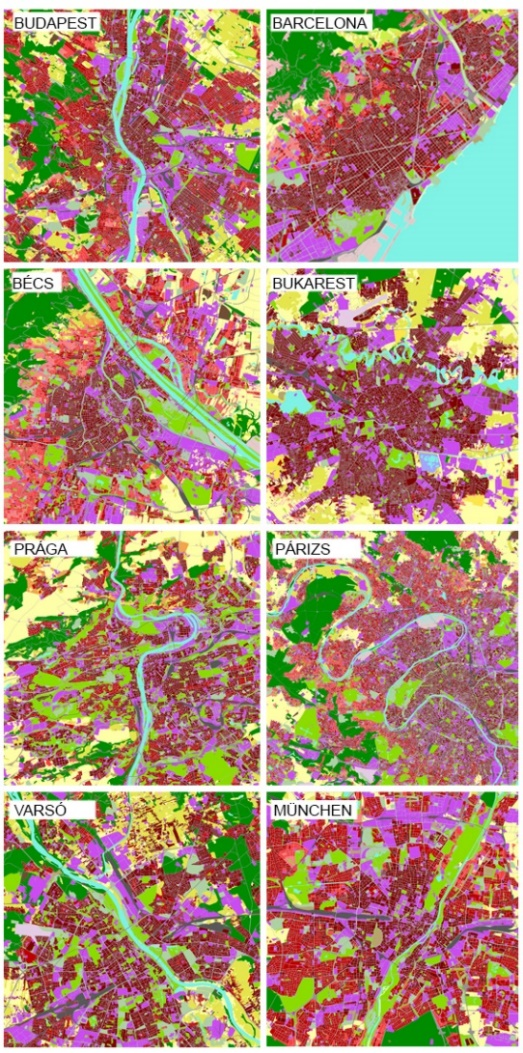 BUDAPEST
BARCELONA
BÉCS
BUKAREST
PRÁGA
PÁRIZS
VARSÓ
MÜNCHEN